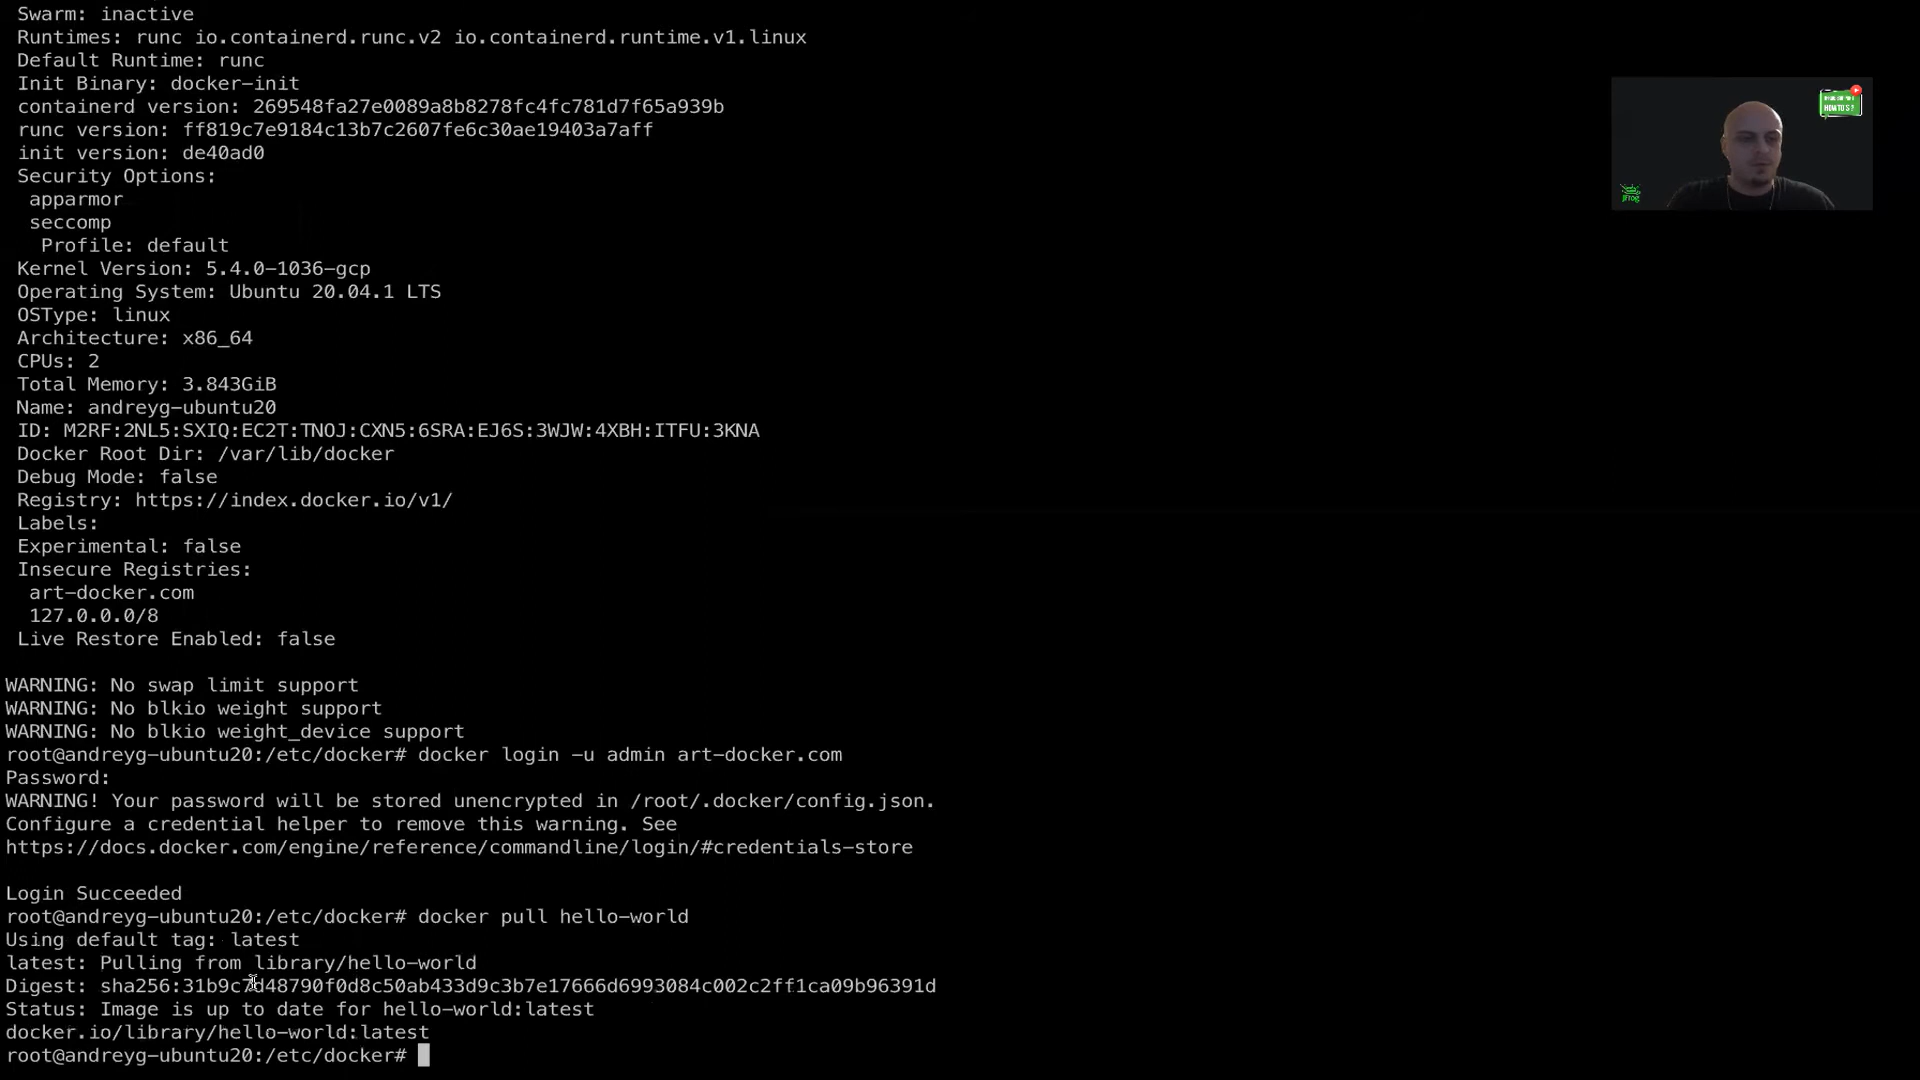 Swarm: inactive
Runtimes: runc io.containerd.runc.v2 io.containerd.runtime.v1.linux
Default Runtime: runc
Init Binary: docker-init
containerd version: 269548fa27e0089a8b8278fc4fc781d7f65a939b
runc version: ff819c7e9184c13b7c2607fe6c30ae19403a7aff
init version: de40ad0
Security Options:
apparmor
seccomp
Profile: default
Kernel Version: 5.4.0-1036-gcp
Operating System: Ubuntu 20.04.1 LTS
OSType: linux
Architecture: x86_64
CPUs: 2
Total Memory: 3.843GiB
Name: andreyg-ubuntu20
ID: M2RF:2NL5:SXIQ:EC2T:TNOJ:CXN5:6SRA:EJ6S:3WJW:4XBH:ITFU:3KNA
Docker Root Dir: /var/lib/docker
Debug Mode: false
Registry: https://index.docker.io/v1/
Labels:
Experimental: false
Insecure Registries:
art-docker.com
127.0.0.0/8
Live Restore Enabled: false
WARNING: No swap limit support
WARNING: No blkio weight support
WARNING: No blkio weight_device support
root@andreyg-ubuntu20:/etc/docker# docker login -u admin art-docker.com
Password:
WARNING! Your password will be stored unencrypted in /root/.docker/config.json.
Configure a credential helper to remove this warning. See
https://docs.docker.com/engine/reference/commandline/login/#credentials-store
Login Succeeded
root@andreyg-ubuntu20:/etc/docker# docker pull hello-world
Using default tag: latest
latest: Pulling from library/hello-world
Digest: sha256:31b9c7d48790f0d8c50ab433d9c3b7e17666d6993084c002c2ff1ca09b96391d
Status: Image is up to date for hello-world:latest
docker.io/library/hello-world:latest
root@andreyg-ubuntu20:/etc/docker#
HOWTO'S?
JFrog